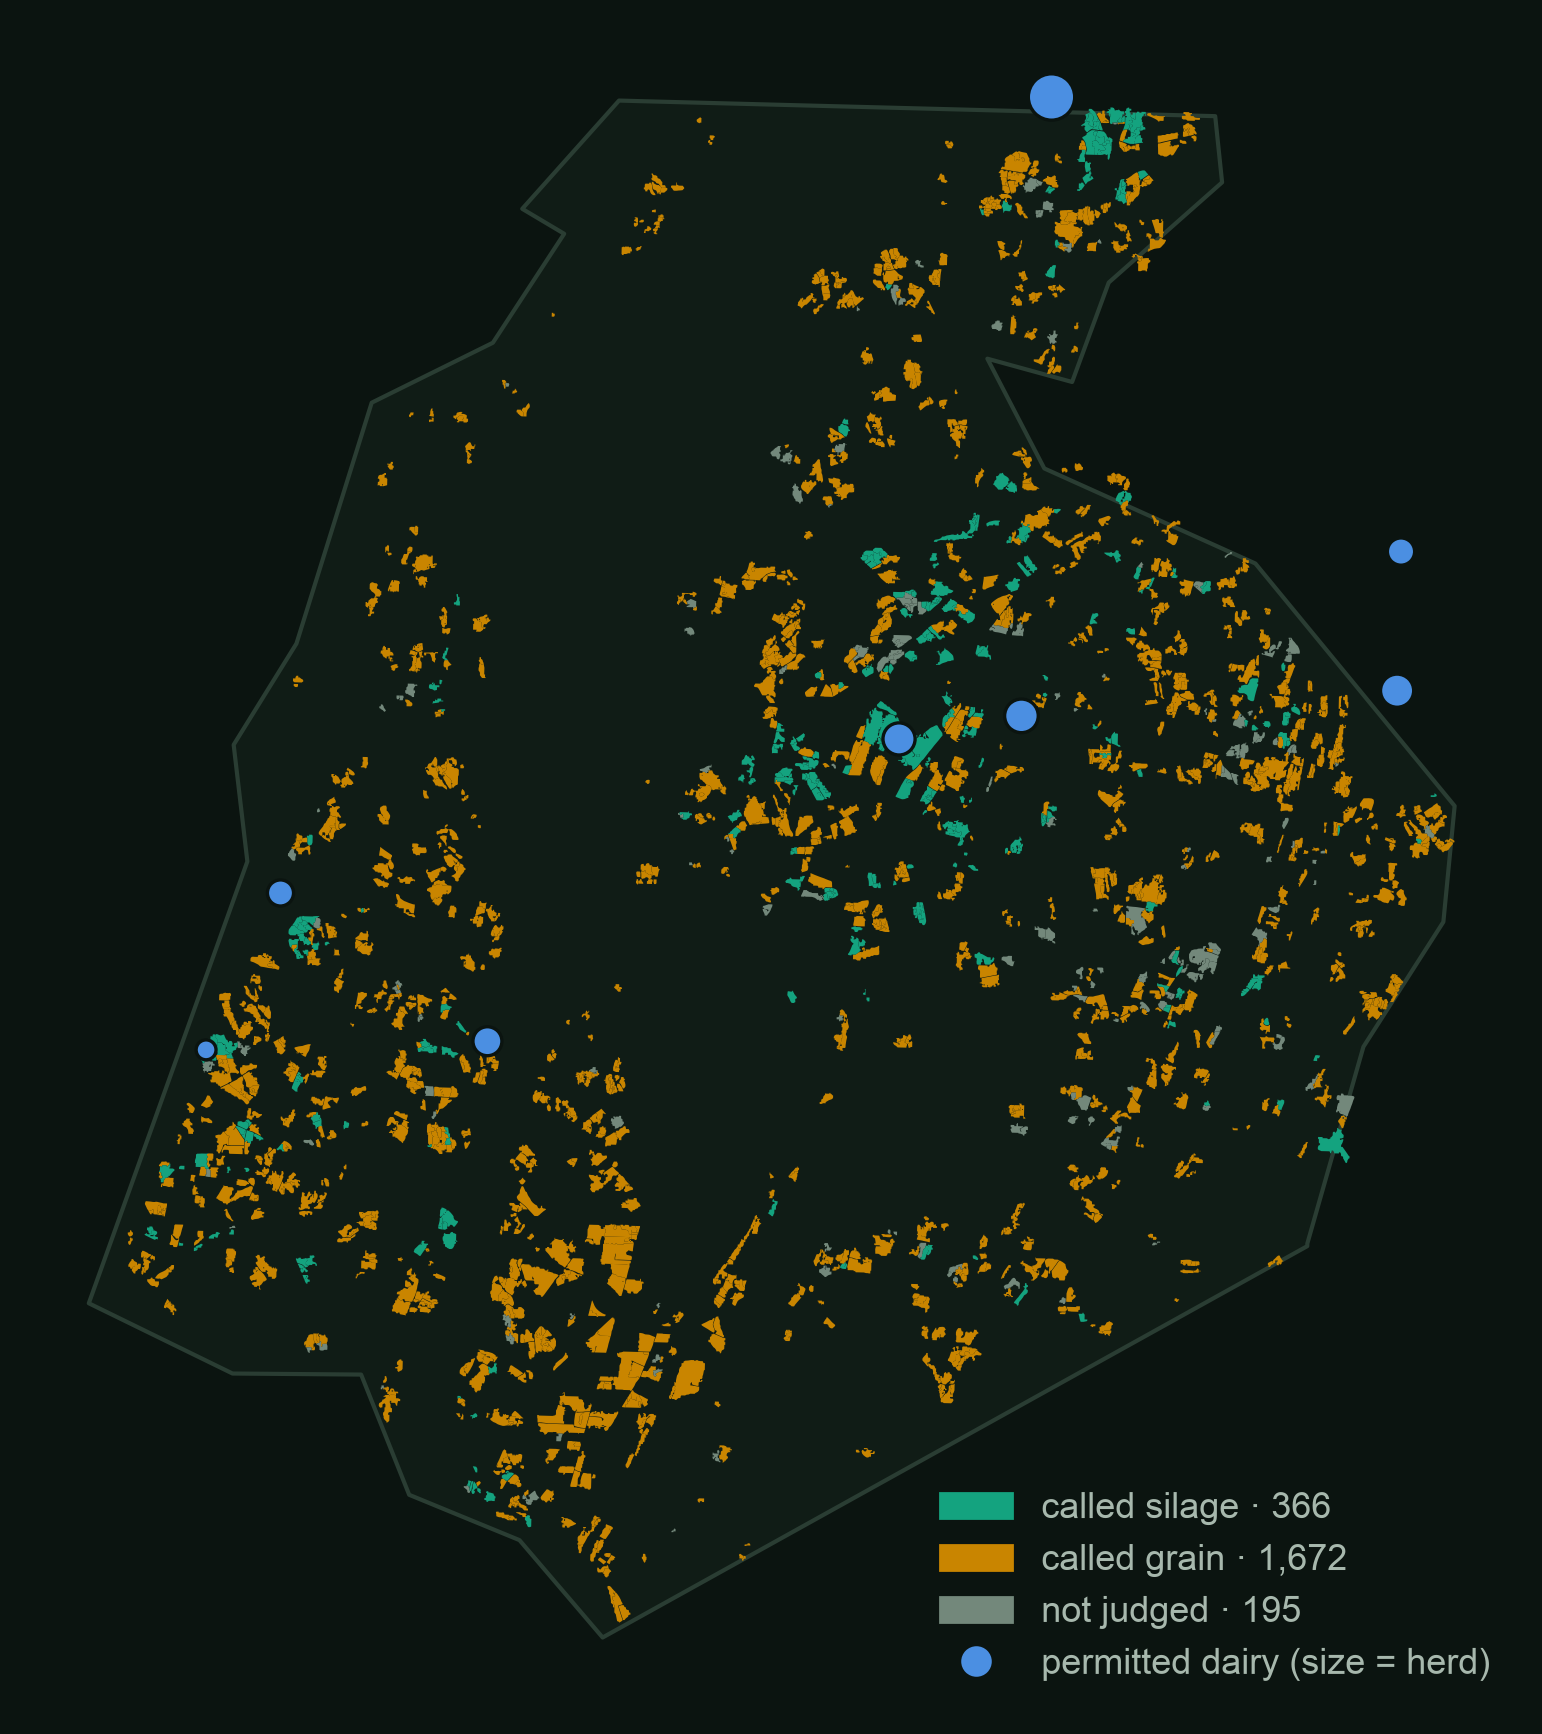 called silage · 366
called grain · 1,672
not judged · 195
permitted dairy (size = herd)